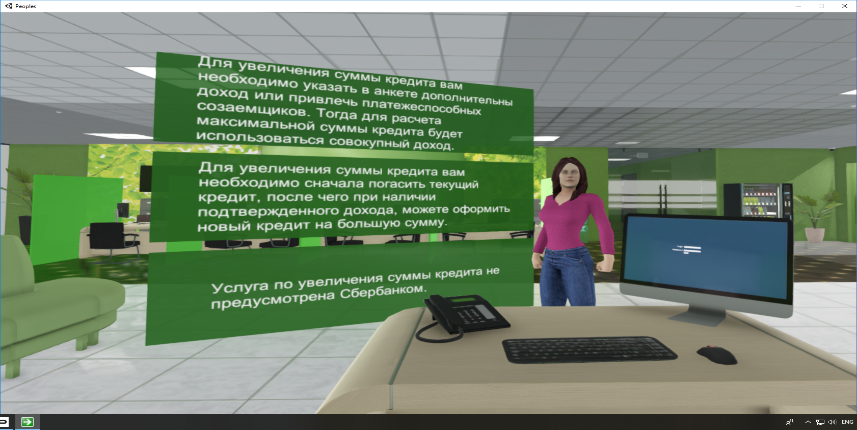 Peoples
Для увеличения суммы кредита вам
необходимо указать в анкете дополнительны
доход или привлечь платежеспособных
созаемщиков. Тогда для расчета
максимальной суммы кредита будет
использоваться совокупный доход.
Для увеличения суммы кредита вам
необходимо сначала погасить текущий
кредит, после чего при наличии
подтвержденного дохода, можете оформить
новый кредит на большую сумму.
Услуга по увеличения суммы кредита не
предусмотрена Сбербанком.
ENG